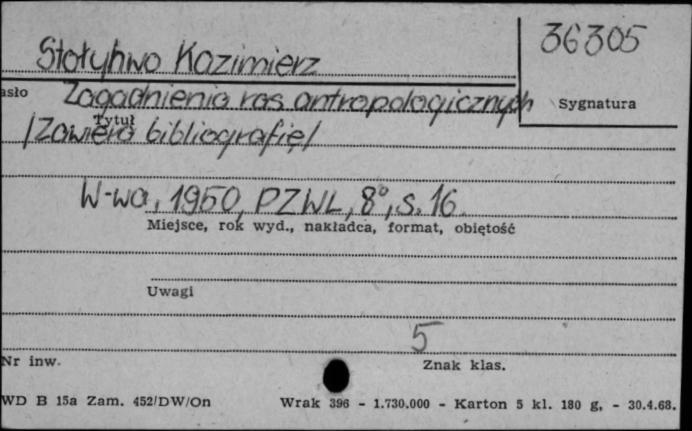 Stołyhwo Kazimierz
36305
asło
Zagadnienia ras antropologicznych
Sygnatura
Tytuł
/Zawiera bibliografię/
W-wa, 1950, PZWL, 8°, s. 16.
Miejsce, rok wyd., nakładca, format, obiętość
Uwagi
5
Nr inw.
Znak klas.
WD B 15a Zam. 452/DW/On
Wrak 396 - 1.730.000 - Karton 5 kl. 180 g. - 30.4.68.